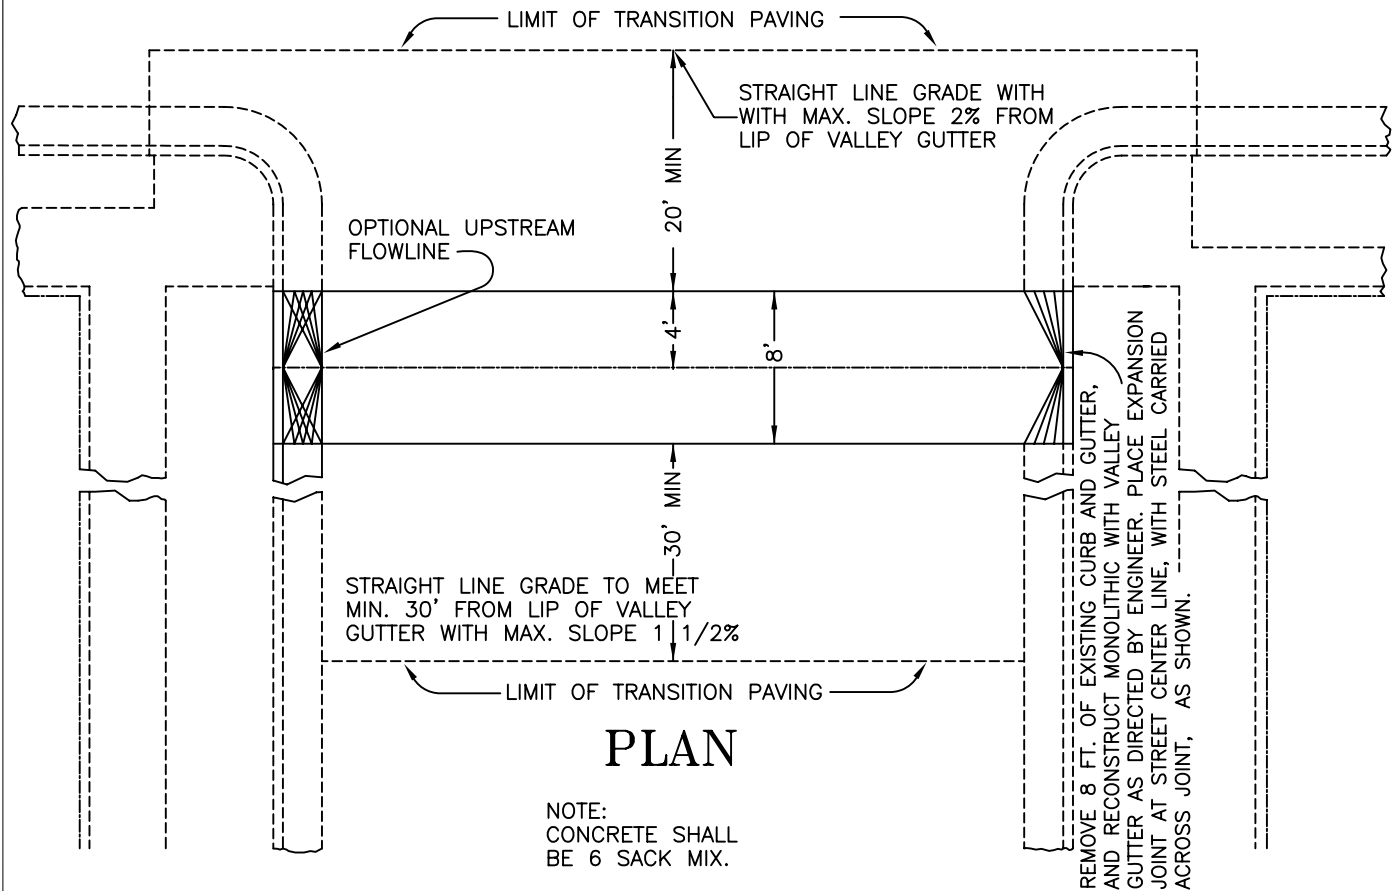 LIMIT OF TRANSITION PAVING
STRAIGHT LINE GRADE WITH
WITH MAX. SLOPE 2% FROM
LIP OF VALLEY GUTTER
20' MIN
OPTIONAL UPSTREAM
FLOWLINE
4'
8'
30' MIN
STRAIGHT LINE GRADE TO MEET
MIN. 30' FROM LIP OF VALLEY
GUTTER WITH MAX. SLOPE 1 1/2%
LIMIT OF TRANSITION PAVING
REMOVE 8 FT. OF EXISTING CURB AND GUTTER,
AND RECONSTRUCT MONOLITHIC WITH VALLEY
GUTTER AS DIRECTED BY ENGINEER. PLACE EXPANSION
JOINT AT STREET CENTER LINE, WITH STEEL CARRIED
ACROSS JOINT, AS SHOWN.
PLAN
NOTE:
CONCRETE SHALL
BE 6 SACK MIX.